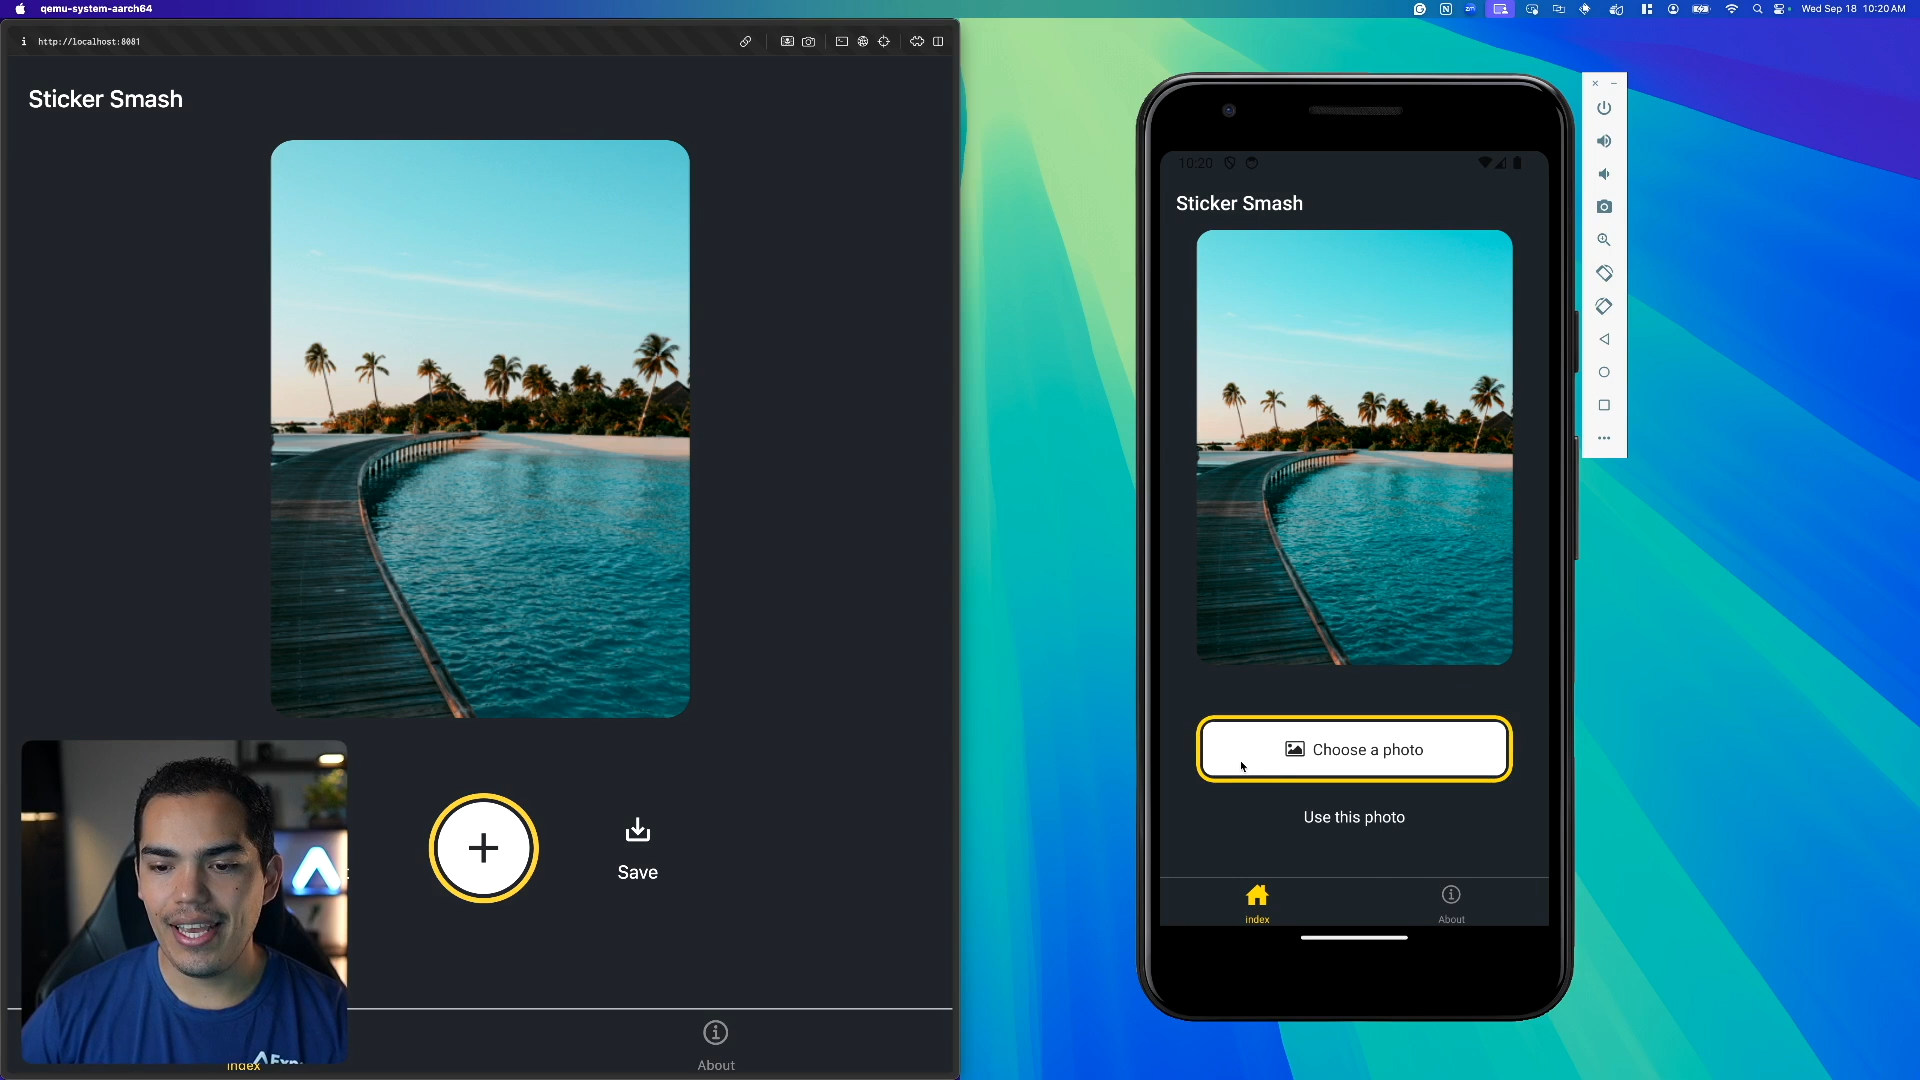 qemu-system-aarch64
Wed Sep 18 10:20 AM
http://localhost:8081
Sticker Smash
Save
index
About
10:20
Sticker Smash
Choose a photo
Use this photo
index
About